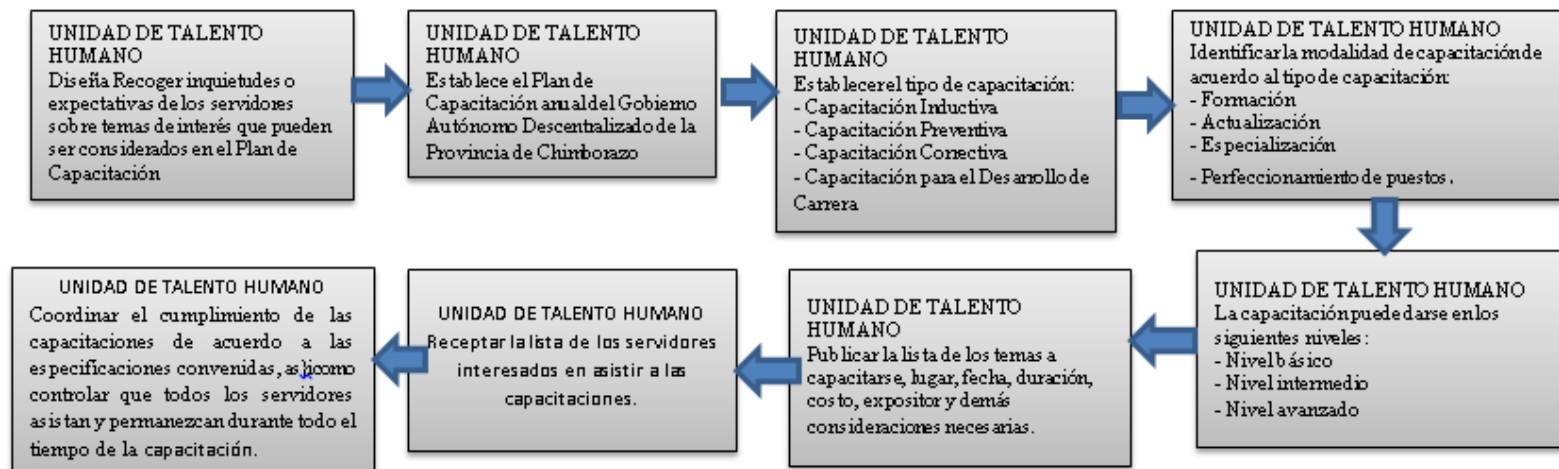 UNIDAD DE TALENTO
HUMANO
Diseña Recoger inquietudes o
expectativas de los servidores
sobre temas de interés que pueden
ser considerados en el Plan de
Capacitación
UNIDAD DE TALENTO
HUMANO
Establece el Plan de
Capacitación anual del Gobierno
Autónomo Descentralizado de la
Provincia de Chimborazo
UNIDAD DE TALENTO
HUMANO
Establecer el tipo de capacitación:
- Capacitación Inductiva
- Capacitación Preventiva
- Capacitación Correctiva
- Capacitación para el Desarrollo de
Carrera
UNIDAD DE TALENTO HUMANO
Identificar la modalidad de capacitación de
acuerdo al tipo de capacitación:
- Formación
- Actualización
- Especialización
- Perfeccionamiento de puestos.
UNIDAD DE TALENTO HUMANO
La capacitación puede darse en los
siguientes niveles:
- Nivel básico
- Nivel intermedio
- Nivel avanzado
UNIDAD DE TALENTO
HUMANO
Publicar la lista de los temas a
capacitarse, lugar, fecha, duración,
costo, expositor y demás
consideraciones necesarias.
UNIDAD DE TALENTO HUMANO
Receptar la lista de los servidores
interesados en asistir a las
capacitaciones.
UNIDAD DE TALENTO HUMANO
Coordinar el cumplimiento de las
capacitaciones de acuerdo a las
especificaciones convenidas,
controlar que todos los servidores
asistan y permanezcan durante todo el
tiempo de la capacitación.